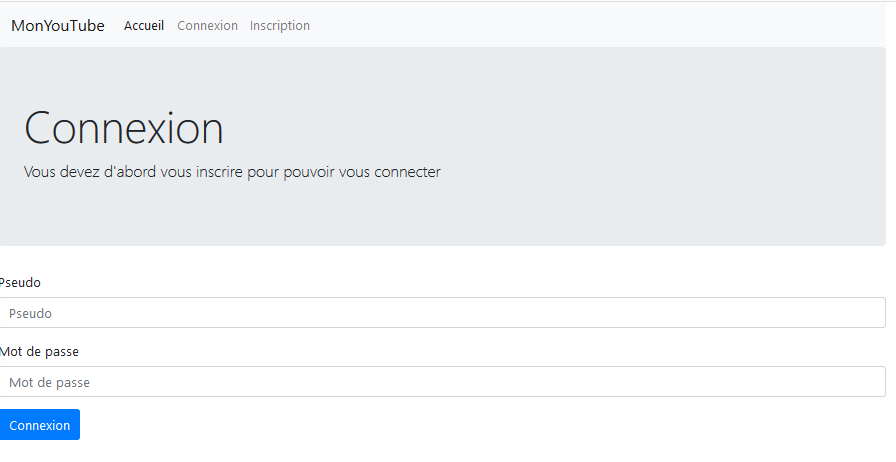 MonYouTube Accueil Connexion Inscription
Connexion
Vous devez d'abord vous inscrire pour pouvoir vous connecter
Pseudo
Pseudo
Mot de passe
Mot de passe
Connexion